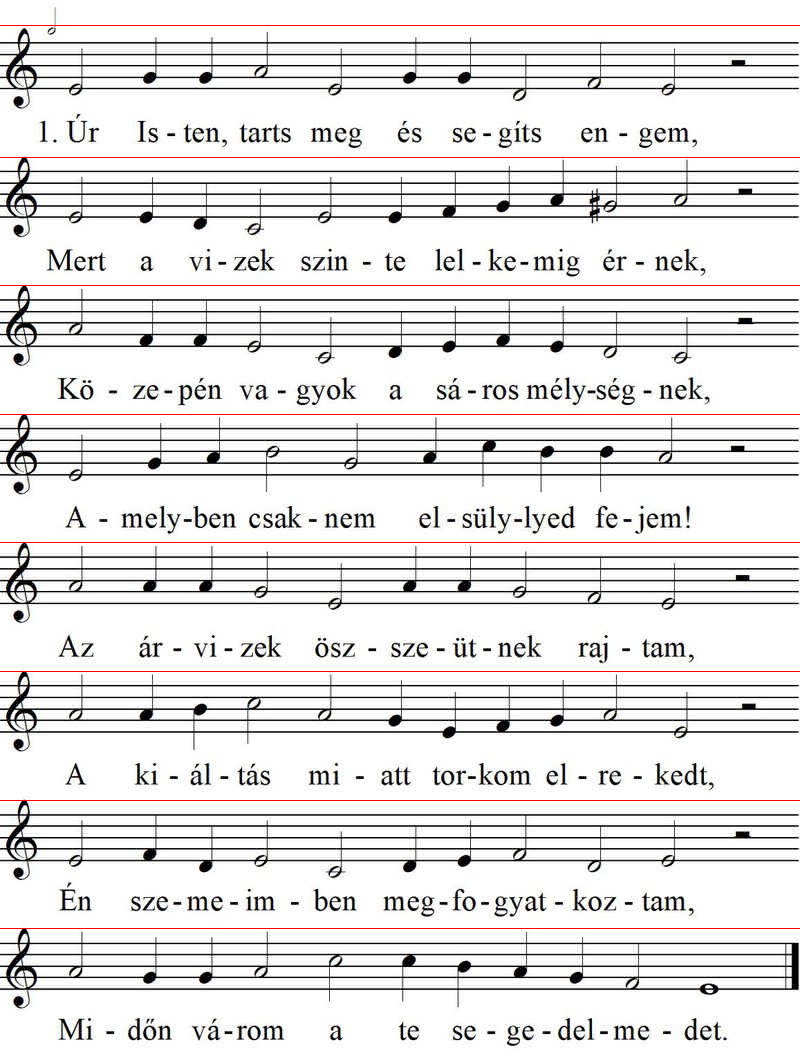 1. Úr Is - ten, tarts meg és se - gíts en - gem,
Mert a vi - zek szin - te lel - ke - mig ér - nek,
Kö - ze - pén va - gyok a sá - ros mély - ség - nek,
A - mely - ben csak - nem el - süly - lyed fe - jem!
Az ár - vi - zek ösz - sze - üt - nek raj - tam,
A ki - ál - tás mi - att tor - kom el - re - kedt,
Én sze - me - im - ben meg - fo - gyat - koz - tam,
Mi - dőn vá - rom a te se - ge - del - me - det.